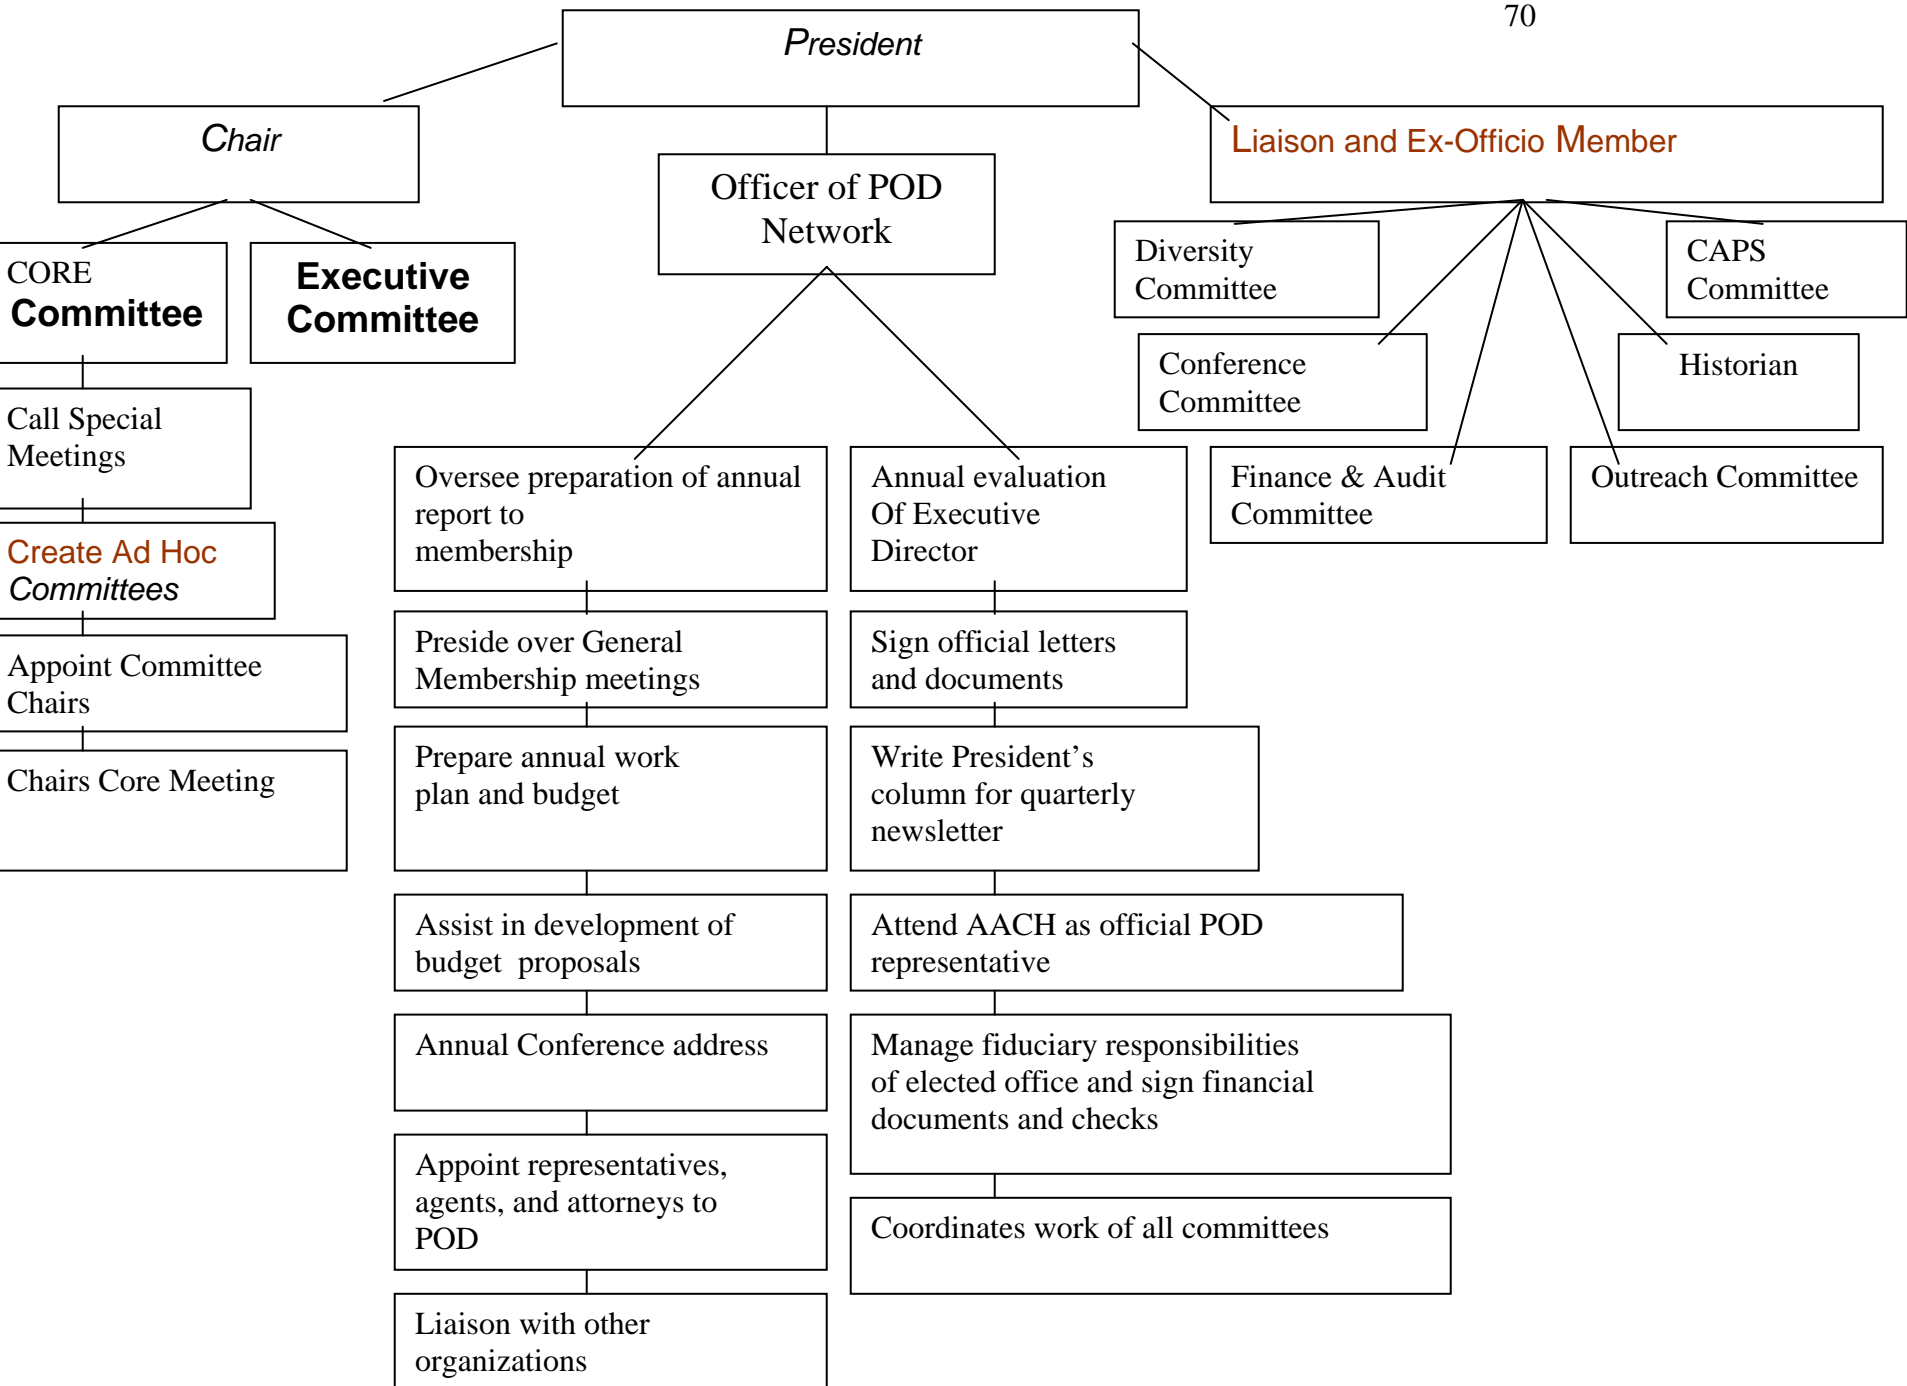 70
President
Chair
Officer of POD
Network
Liaison and Ex-Officio Member
CORE
Committee
Executive
Committee
Call Special
Meetings
Create Ad Hoc
Committees
Appoint Committee
Chairs
Chairs Core Meeting
Oversee preparation of annual
report to
membership
Preside over General
Membership meetings
Prepare annual work
plan and budget
Assist in development of
budget proposals
Annual Conference address
Appoint representatives,
agents, and attorneys to
POD
Liaison with other
organizations
Annual evaluation
Of Executive
Director
Sign official letters
and documents
Write President’s
column for quarterly
newsletter
Attend AACH as official POD
representative
Manage fiduciary responsibilities
of elected office and sign financial
documents and checks
Coordinates work of all committees
Diversity
Committee
CAPS
Committee
Conference
Committee
Historian
Finance & Audit
Committee
Outreach Committee